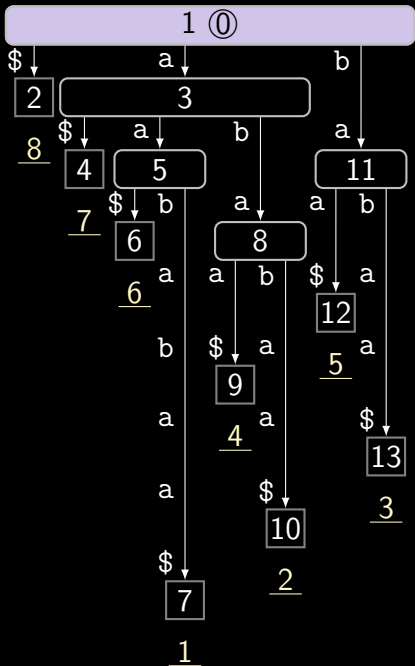 1 ⓪
$ a b
2 3
$ a b a
8 4 5 11
$ b a a b
7 6 8
6 a a b $ a
12
b $ a a 5
9
a 4 a $
13
a $ 3
10
$ 2
7
1